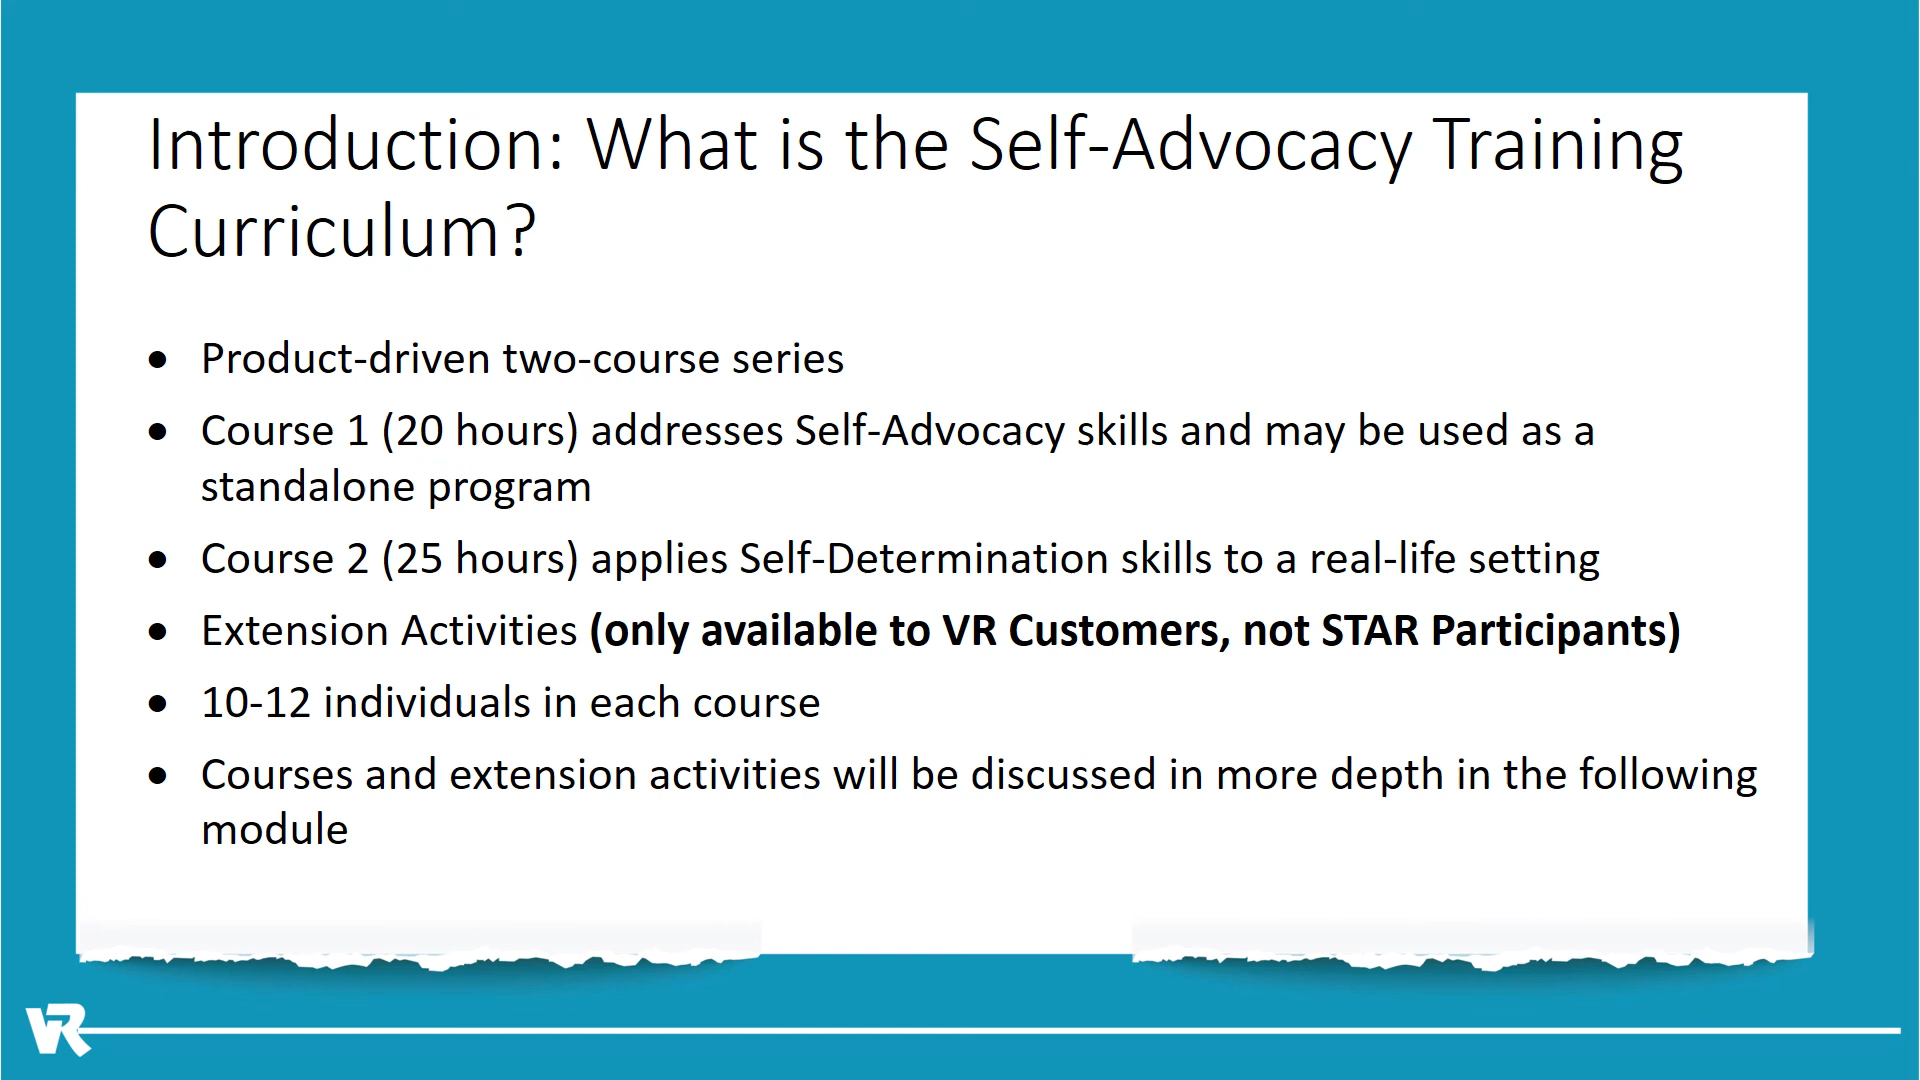 Introduction: What is the Self-Advocacy Training
Curriculum?
• Product-driven two-course series
• Course 1 (20 hours) addresses Self-Advocacy skills and may be used as a
standalone program
• Course 2 (25 hours) applies Self-Determination skills to a real-life setting
• Extension Activities (only available to VR Customers, not STAR Participants)
• 10-12 individuals in each course
• Courses and extension activities will be discussed in more depth in the following
module
VR